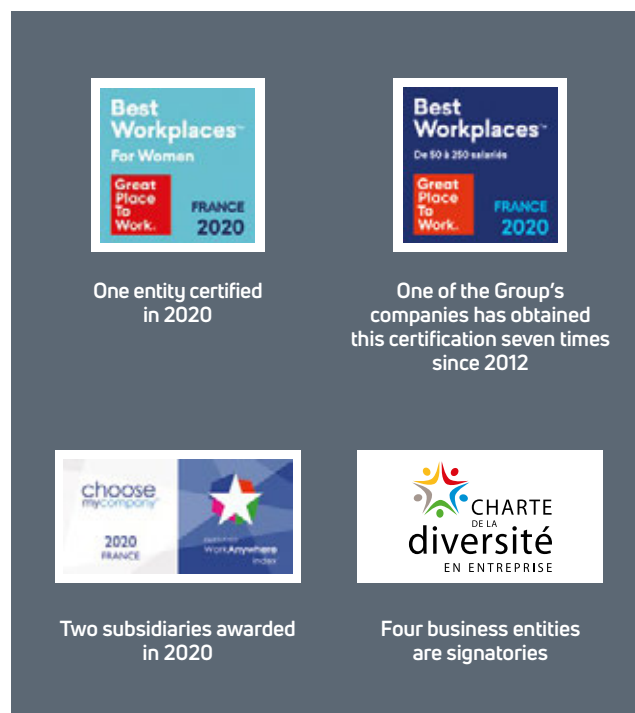 Best
Workplaces™
For Women
Great
Place
To
Work.
FRANCE
2020
One entity certified
in 2020
Best
Workplaces™
De 50 à 250 salariés
Great
Place
To
Work.
FRANCE
2020
One of the Group's
companies has obtained
this certification seven times
since 2012
choose
mycompany
2020
FRANCE
WorkAnywhere
index
Two subsidiaries awarded
in 2020
CHARTE
DE LA
diversité
EN ENTREPRISE
Four business entities
are signatories